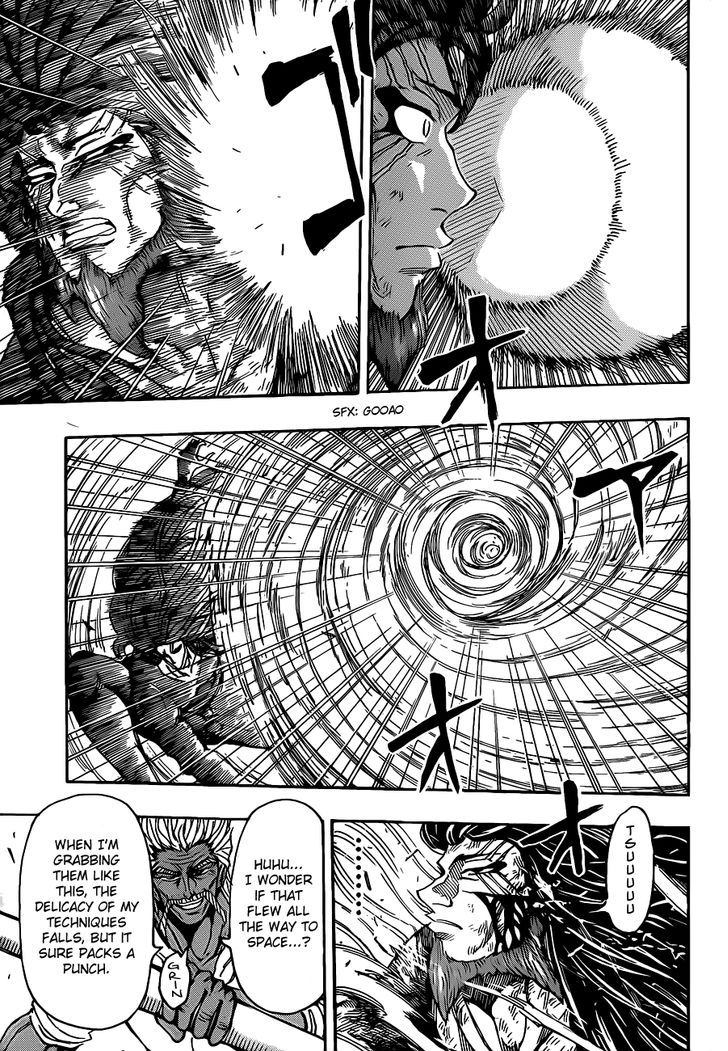 ゴ
オ
ア
SFX: GOOAO
オ
オ
TSUUUUU
HUHU...
I WONDER
IF THAT
FLEW ALL
THE WAY TO
SPACE...?
GRIN
WHEN I'M
GRABBING
THEM LIKE
THIS, THE
DELICACY OF MY
TECHNIQUES
FALLS, BUT IT
SURE PACKS A
PUNCH.